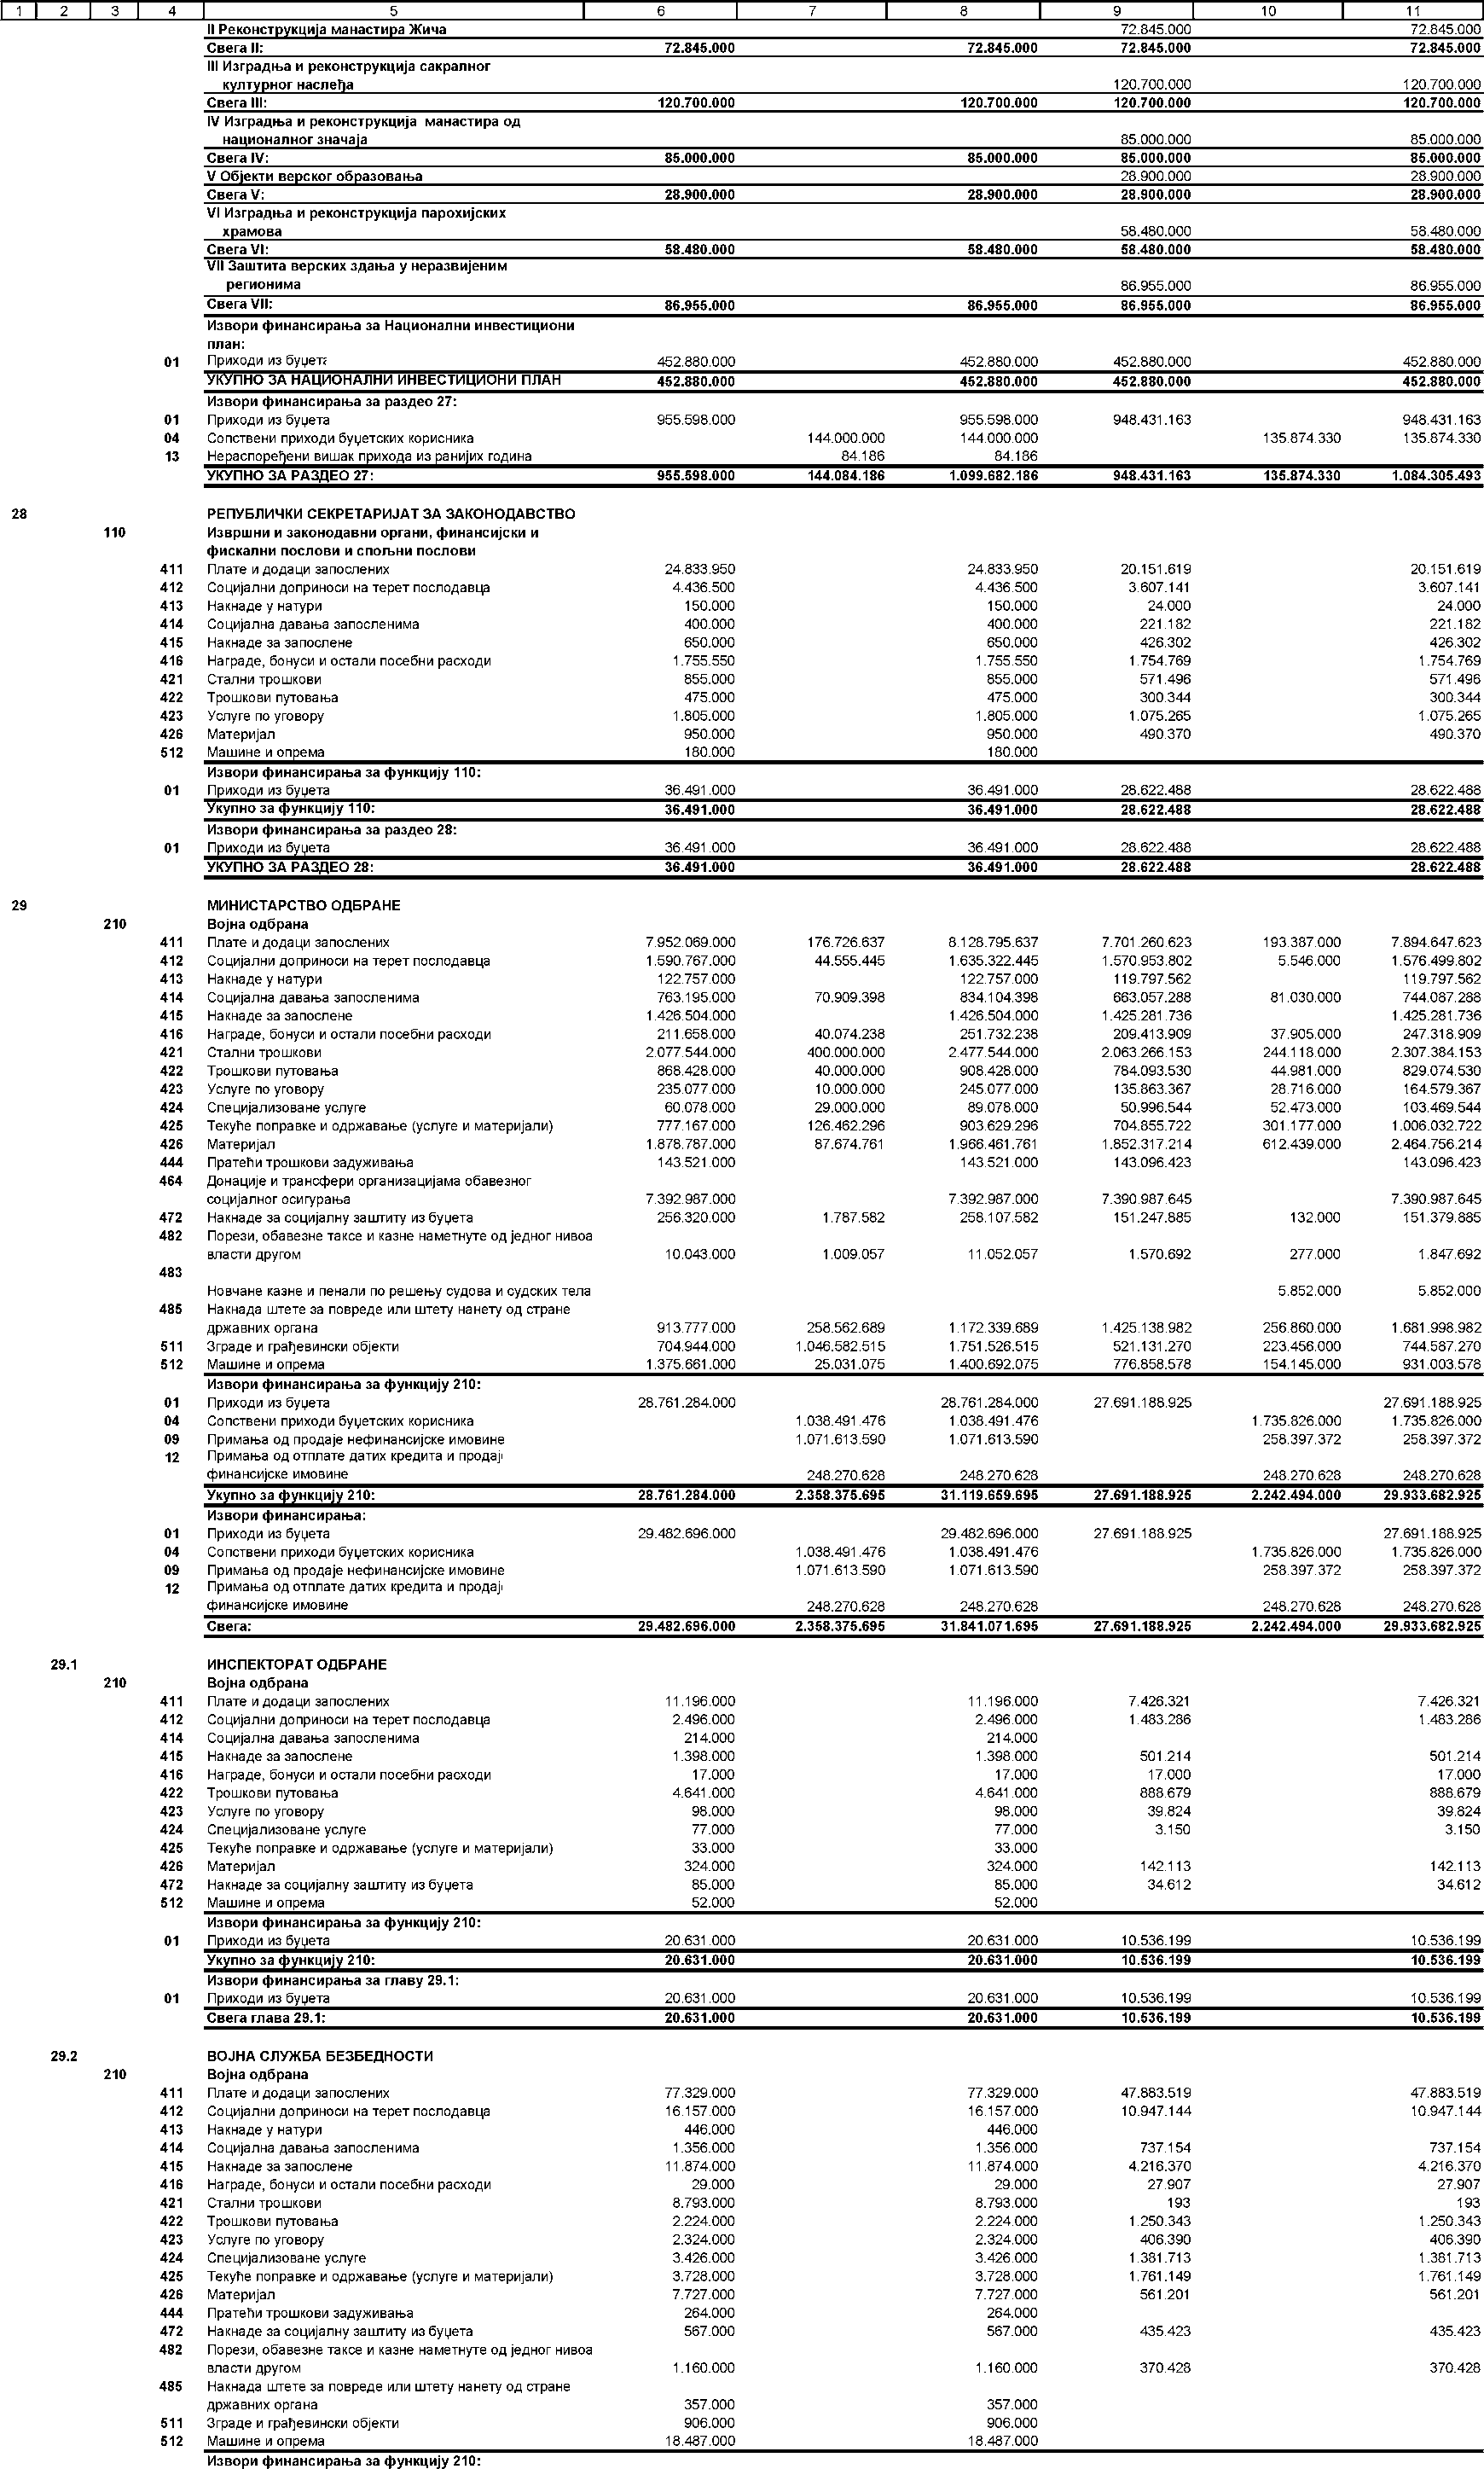 1 2 3 4 5 6 7 8 9 10 11
II Реконструкција манастира Жича 72.845.000 72.845.000
Свега II: 72.845.000 72.845.000 72.845.000 72.845.000
III Изградња и реконструкција сакралног
културног наслеђа 120.700.000 120.700.000
Свега III: 120.700.000 120.700.000 120.700.000 120.700.000
IV Изградња и реконструкција манастира од
националног значаја 85.000.000 85.000.000
Свега IV: 85.000.000 85.000.000 85.000.000 85.000.000
V Објекти верског образовања 28.900.000 28.900.000
Свега V: 28.900.000 28.900.000 28.900.000 28.900.000
VI Изградња и реконструкција парохијских
храмова 58.480.000 58.480.000
Свега VI: 58.480.000 58.480.000 58.480.000 58.480.000
VII Заштита верских здања у неразвијеним
регионима 86.955.000 86.955.000
Свега VII: 86.955.000 86.955.000 86.955.000 86.955.000
Извори финансирања за Национални инвестициони
план:
01 Приходи из буџета 452.880.000 452.880.000 452.880.000 452.880.000
УКУПНО ЗА НАЦИОНАЛНИ ИНВЕСТИЦИОНИ ПЛАН 452.880.000 452.880.000 452.880.000 452.880.000
Извори финансирања за раздео 27:
01 Приходи из буџета 955.598.000 955.598.000 948.431.163 948.431.163
04 Сопствени приходи буџетских корисника 144.000.000 144.000.000 135.874.330 135.874.330
13 Нераспоређени вишак прихода из ранијих година 84.186 84.186
УКУПНО ЗА РАЗДЕО 27: 955.598.000 144.084.186 1.099.682.186 948.431.163 135.874.330 1.084.305.493
28 РЕПУБЛИЧКИ СЕКРЕТАРИЈАТ ЗА ЗАКОНОДАВСТВО
110 Извршни и законодавни органи, финансијски и
фискални послови и спољни послови
411 Плате и додаци запослених 24.833.950 24.833.950 20.151.619 20.151.619
412 Социјални доприноси на терет послодавца 4.436.500 4.436.500 3.607.141 3.607.141
413 Накнаде у натури 150.000 150.000 24.000 24.000
414 Социјална давања запосленима 400.000 400.000 221.182 221.182
415 Накнаде за запослене 650.000 650.000 426.302 426.302
416 Награде, бонуси и остали посебни расходи 1.755.550 1.755.550 1.754.769 1.754.769
421 Стални трошкови 855.000 855.000 571.496 571.496
422 Трошкови путовања 475.000 475.000 300.344 300.344
423 Услуге по уговору 1.805.000 1.805.000 1.075.265 1.075.265
426 Материјал 950.000 950.000 490.370 490.370
512 Машине и опрема 180.000 180.000
Извори финансирања за функцију 110:
01 Приходи из буџета 36.491.000 36.491.000 28.622.488 28.622.488
Укупно за функцију 110: 36.491.000 36.491.000 28.622.488 28.622.488
Извори финансирања за раздео 28:
01 Приходи из буџета 36.491.000 36.491.000 28.622.488 28.622.488
УКУПНО ЗА РАЗДЕО 28: 36.491.000 36.491.000 28.622.488 28.622.488
29 МИНИСТАРСТВО ОДБРАНЕ
210 Војна одбрана
411 Плате и додаци запослених 7.952.069.000 176.726.637 8.128.795.637 7.701.260.623 193.387.000 7.894.647.623
412 Социјални доприноси на терет послодавца 1.590.767.000 44.555.445 1.635.322.445 1.570.953.802 5.546.000 1.576.499.802
413 Накнаде у натури 122.757.000 122.757.000 119.797.562 119.797.562
414 Социјална давања запосленима 763.195.000 70.909.398 834.104.398 663.057.288 81.030.000 744.087.288
415 Накнаде за запослене 1.426.504.000 1.426.504.000 1.425.281.736 1.425.281.736
416 Награде, бонуси и остали посебни расходи 211.658.000 40.074.238 251.732.238 209.413.909 37.905.000 247.318.909
421 Стални трошкови 2.077.544.000 400.000.000 2.477.544.000 2.063.266.153 244.118.000 2.307.384.153
422 Трошкови путовања 868.428.000 40.000.000 908.428.000 784.093.530 44.981.000 829.074.530
423 Услуге по уговору 235.077.000 10.000.000 245.077.000 135.863.367 28.716.000 164.579.367
424 Специјализоване услуге 60.078.000 29.000.000 89.078.000 50.996.544 52.473.000 103.469.544
425 Текуће поправке и одржавање (услуге и материјали) 777.167.000 126.462.296 903.629.296 704.855.722 301.177.000 1.006.032.722
426 Материјал 1.878.787.000 87.674.761 1.966.461.761 1.852.317.214 612.439.000 2.464.756.214
444 Пратећи трошкови задуживања 143.521.000 143.521.000 143.096.423 143.096.423
464 Донације и трансфери организацијама обавезног
социјалног осигурања 7.392.987.000 7.392.987.000 7.390.987.645 7.390.987.645
472 Накнаде за социјалну заштиту из буџета 256.320.000 1.787.582 258.107.582 151.247.885 132.000 151.379.885
482 Порези, обавезне таксе и казне наметнуте од једног нивоа
власти другом 10.043.000 1.009.057 11.052.057 1.570.692 277.000 1.847.692
483
Новчане казне и пенали по решењу судова и судских тела 5.852.000 5.852.000
485 Накнада штете за повреде или штету нанету од стране
државних органа 913.777.000 258.562.689 1.172.339.689 1.425.138.982 256.860.000 1.681.998.982
511 Зграде и грађевински објекти 704.944.000 1.046.582.515 1.751.526.515 521.131.270 223.456.000 744.587.270
512 Машине и опрема 1.375.661.000 25.031.075 1.400.692.075 776.858.578 154.145.000 931.003.578
Извори финансирања за функцију 210:
01 Приходи из буџета 28.761.284.000 28.761.284.000 27.691.188.925 27.691.188.925
04 Сопствени приходи буџетских корисника 1.038.491.476 1.038.491.476 1.735.826.000 1.735.826.000
09 Примања од продаје нефинансијске имовине 1.071.613.590 1.071.613.590 258.397.372 258.397.372
12 Примања од отплате датих кредита и продај
финансијске имовине 248.270.628 248.270.628 248.270.628 248.270.628
Укупно за функцију 210: 28.761.284.000 2.358.375.695 31.119.659.695 27.691.188.925 2.242.494.000 29.933.682.925
Извори финансирања:
01 Приходи из буџета 29.482.696.000 29.482.696.000 27.691.188.925 27.691.188.925
04 Сопствени приходи буџетских корисника 1.038.491.476 1.038.491.476 1.735.826.000 1.735.826.000
09 Примања од продаје нефинансијске имовине 1.071.613.590 1.071.613.590 258.397.372 258.397.372
12 Примања од отплате датих кредита и продај
финансијске имовине 248.270.628 248.270.628 248.270.628 248.270.628
Свега: 29.482.696.000 2.358.375.695 31.841.071.695 27.691.188.925 2.242.494.000 29.933.682.925
29.1 ИНСПЕКТОРАТ ОДБРАНЕ
210 Војна одбрана
411 Плате и додаци запослених 11.196.000 11.196.000 7.426.321 7.426.321
412 Социјални доприноси на терет послодавца 2.496.000 2.496.000 1.483.286 1.483.286
414 Социјална давања запосленима 214.000 214.000
415 Накнаде за запослене 1.398.000 1.398.000 501.214 501.214
416 Награде, бонуси и остали посебни расходи 17.000 17.000 17.000 17.000
422 Трошкови путовања 4.641.000 4.641.000 888.679 888.679
423 Услуге по уговору 98.000 98.000 39.824 39.824
424 Специјализоване услуге 77.000 77.000 3.150 3.150
425 Текуће поправке и одржавање (услуге и материјали) 33.000 33.000
426 Материјал 324.000 324.000 142.113 142.113
472 Накнаде за социјалну заштиту из буџета 85.000 85.000 34.612 34.612
512 Машине и опрема 52.000 52.000
Извори финансирања за функцију 210:
01 Приходи из буџета 20.631.000 20.631.000 10.536.199 10.536.199
Укупно за функцију 210: 20.631.000 20.631.000 10.536.199 10.536.199
Извори финансирања за главу 29.1:
01 Приходи из буџета 20.631.000 20.631.000 10.536.199 10.536.199
Свега глава 29.1: 20.631.000 20.631.000 10.536.199 10.536.199
29.2 ВОЈНА СЛУЖБА БЕЗБЕДНОСТИ
210 Војна одбрана
411 Плате и додаци запослених 77.329.000 77.329.000 47.883.519 47.883.519
412 Социјални доприноси на терет послодавца 16.157.000 16.157.000 10.947.144 10.947.144
413 Накнаде у натури 446.000 446.000
414 Социјална давања запосленима 1.356.000 1.356.000 737.154 737.154
415 Накнаде за запослене 11.874.000 11.874.000 4.216.370 4.216.370
416 Награде, бонуси и остали посебни расходи 29.000 29.000 27.907 27.907
421 Стални трошкови 8.793.000 8.793.000 193 193
422 Трошкови путовања 2.224.000 2.224.000 1.250.343 1.250.343
423 Услуге по уговору 2.324.000 2.324.000 406.390 406.390
424 Специјализоване услуге 3.426.000 3.426.000 1.381.713 1.381.713
425 Текуће поправке и одржавање (услуге и материјали) 3.728.000 3.728.000 1.761.149 1.761.149
426 Материјал 7.727.000 7.727.000 561.201 561.201
444 Пратећи трошкови задуживања 264.000 264.000
472 Накнаде за социјалну заштиту из буџета 567.000 567.000 435.423 435.423
482 Порези, обавезне таксе и казне наметнуте од једног нивоа
власти другом 1.160.000 1.160.000 370.428 370.428
485 Накнада штете за повреде или штету нанету од стране
државних органа 357.000 357.000
511 Зграде и грађевински објекти 906.000 906.000
512 Машине и опрема 18.487.000 18.487.000
Извори финансирања за функцију 210: